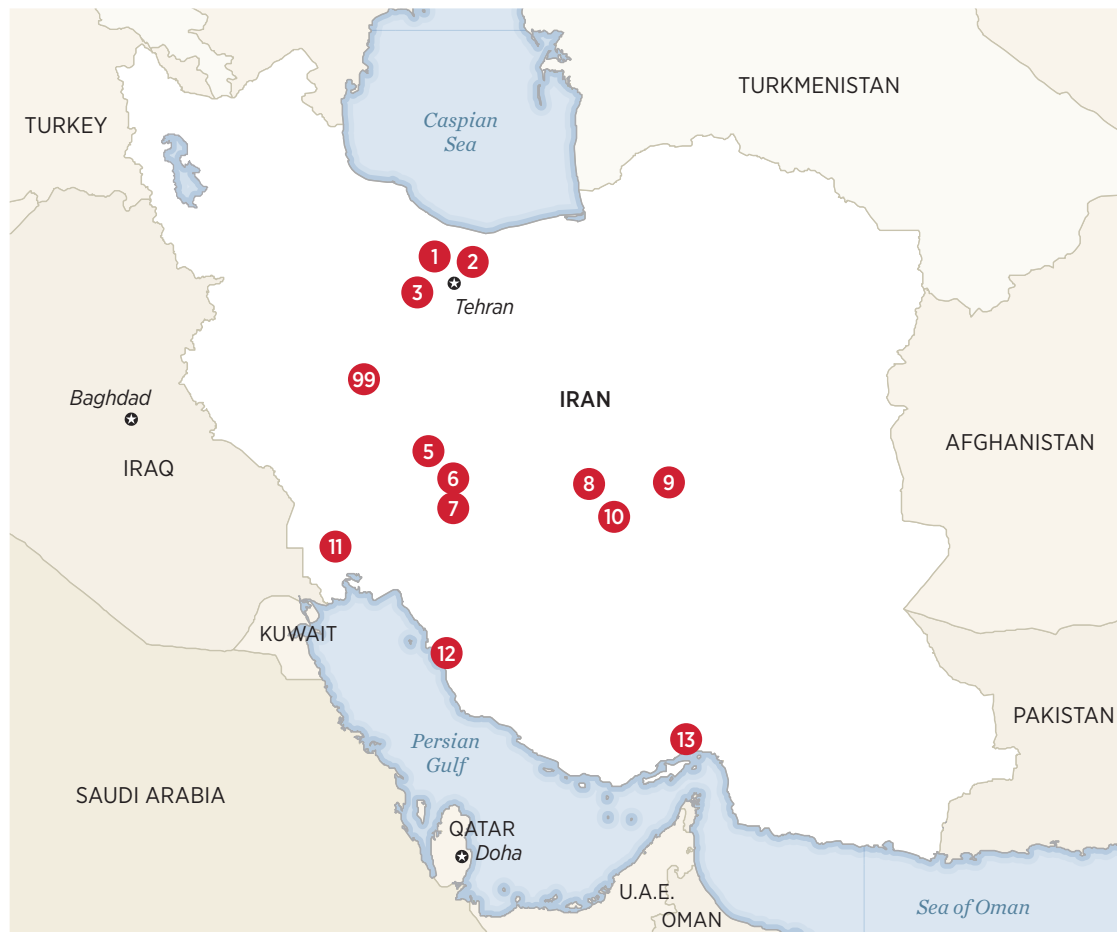 TURKMENISTAN
Caspian
Sea
TURKEY
1
2
3
Tehran
99
Baghdad
IRAN
AFGHANISTAN
5
IRAQ
6
8
9
7
10
11
KUWAIT
12
PAKISTAN
13
Persian
Gulf
SAUDI ARABIA
QATAR
Doha
U.A.E.
Sea of Oman
OMAN